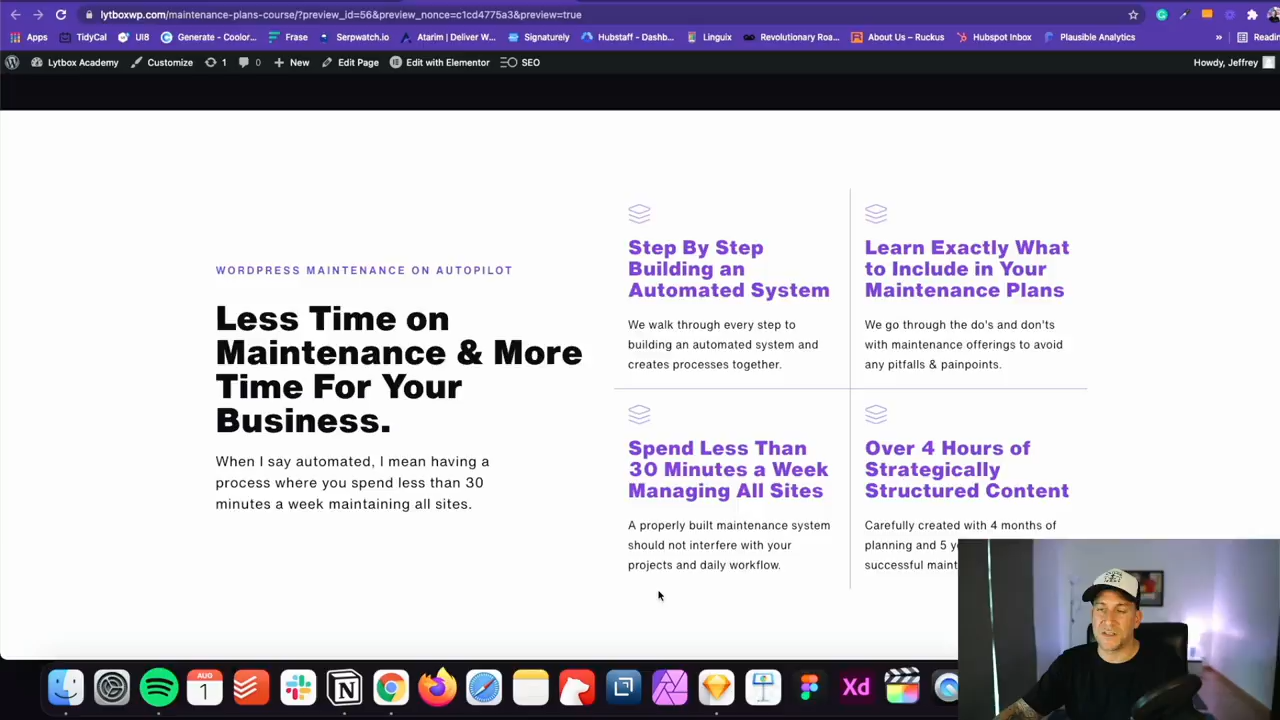 lytboxwp.com/maintenance-plans-course/?preview_id=56&preview_nonce=c1cd4775a3&preview=true
Apps TidyCal UI8 Generate - Coolor... Frase Serpwatch.io Atarim | Deliver W... Signaturely Hubstaff - Dashb... Linguix Revolutionary Roa... About Us – Ruckus Hubspot Inbox Plausible Analytics »
Lytbox Academy Customize 1 0 New Edit Page Edit with Elementor SEO Howdy, Jeffrey
WORDPRESS MAINTENANCE ON AUTOPILOT
Less Time on
Maintenance & More
Time For Your
Business.
When I say automated, I mean having a
process where you spend less than 30
minutes a week maintaining all sites.
Step By Step
Building an
Automated System
We walk through every step to
building an automated system and
creates processes together.
Learn Exactly What
to Include in Your
Maintenance Plans
We go through the do's and don'ts
with maintenance offerings to avoid
any pitfalls & painpoints.
Spend Less Than
30 Minutes a Week
Managing All Sites
A properly built maintenance system
should not interfere with your
projects and daily workflow.
Over 4 Hours of
Strategically
Structured Content
Carefully created with 4 months of
planning and 5
successful
AUG
1
Xd